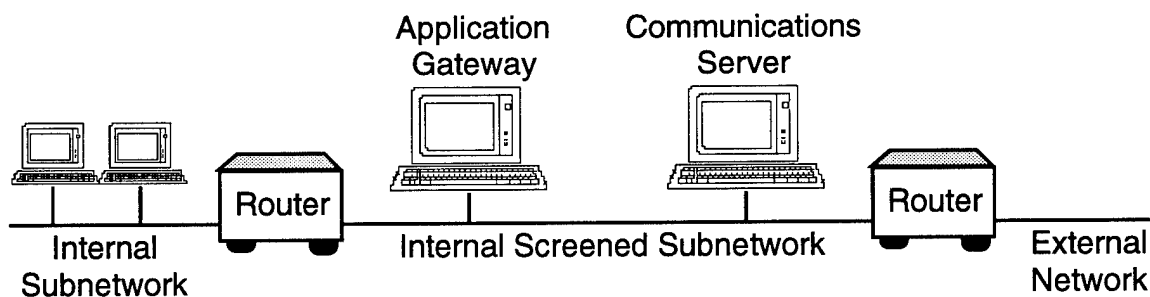 Application
Gateway
Communications
Server
Router
Router
Internal
Subnetwork
Internal Screened Subnetwork
External
Network